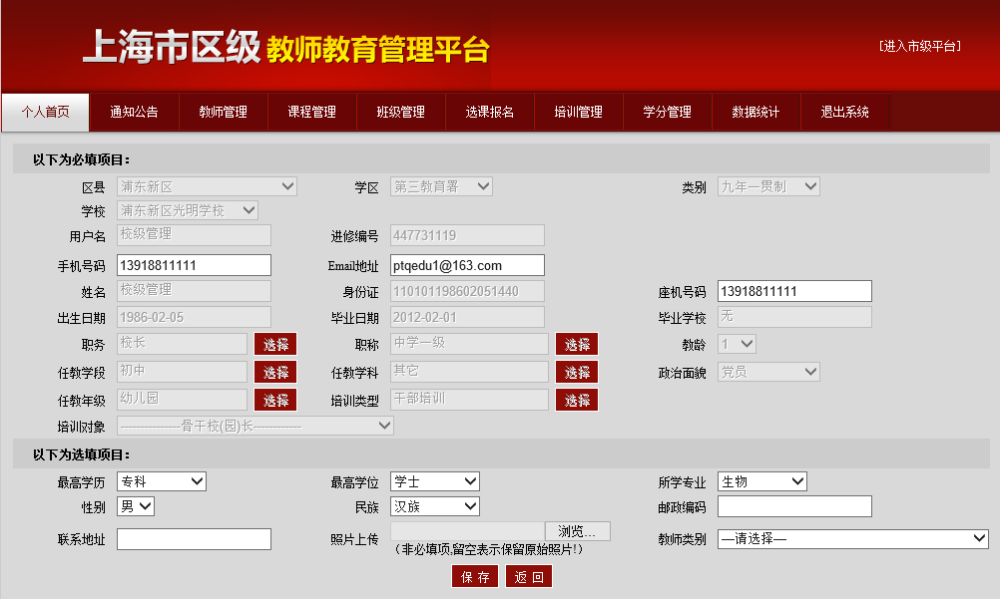 上海市区级 教师教育管理平台
[进入市级平台]
个人首页 通知公告 教师管理 课程管理 班级管理 选课报名 培训管理 学分管理 数据统计 退出系统
以下为必填项目：
区县 浦东新区 学区 第三教育署 类别 九年一贯制
学校 浦东新区光明学校
用户名 校级管理 进修编号 447731119
手机号码 13918811111 Email地址 ptqedu1@163.com
姓名 校级管理 身份证 110101198602051440 座机号码 13918811111
出生日期 1986-02-05 毕业日期 2012-02-01 毕业学校 无
职务 校长 选择 职称 中学一级 选择 教龄 1
任教学段 初中 选择 任教学科 其它 选择 政治面貌 党员
任教年级 幼儿园 选择 培训类型 干部培训 选择
培训对象 ---------------骨干校(园)长------------
以下为选填项目：
最高学历 专科 最高学位 学士 所学专业 生物
性别 男 民族 汉族 邮政编码
联系地址 照片上传 浏览... 教师类别 —请选择—
（非必填项,留空表示保留原始照片!）
保 存 返 回